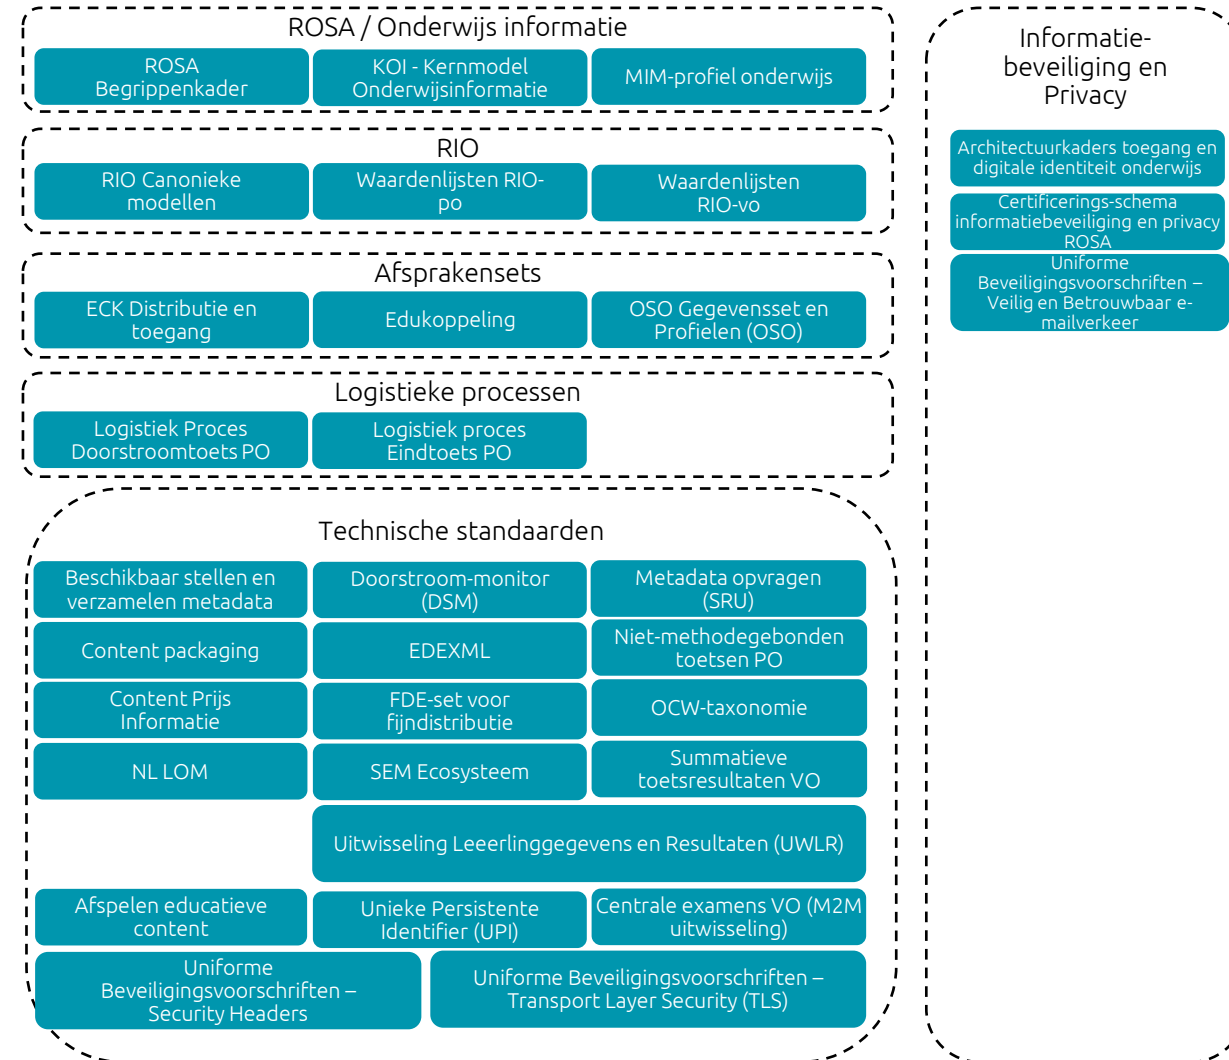 ROSA / Onderwijs informatie
ROSA
Begrippenkader
KOI - Kernmodel
Onderwijsinformatie
MIM-profiel onderwijs
RIO
RIO Canonieke
modellen
Waardenlijsten RIO-
po
Waardenlijsten
RIO-vo
Afsprakensets
ECK Distributie en
toegang
Edukoppeling
OSO Gegevensset en
Profielen (OSO)
Logistieke processen
Logistiek Proces
Doorstroomtoets PO
Logistiek proces
Eindtoets PO
Technische standaarden
Beschikbaar stellen en
verzamelen metadata
Doorstroom-monitor
(DSM)
Metadata opvragen
(SRU)
Content packaging
EDEXML
Niet-methodegebonden
toetsen PO
Content Prijs
Informatie
FDE-set voor
fijndistributie
OCW-taxonomie
NL LOM
SEM Ecosysteem
Summatieve
toetsresultaten VO
Uitwisseling Leeerlinggegevens en Resultaten (UWLR)
Afspelen educatieve
content
Unieke Persistente
Identifier (UPI)
Centrale examens VO (M2M
uitwisseling)
Uniforme
Beveiligingsvoorschriften –
Security Headers
Uniforme Beveiligingsvoorschriften –
Transport Layer Security (TLS)
Informatie-
beveiliging en
Privacy
Architectuurkaders toegang en
digitale identiteit onderwijs
Certificerings-schema
informatiebeveiliging en privacy
ROSA
Uniforme
Beveiligingsvoorschriften –
Veilig en Betrouwbaar e-
mailverkeer